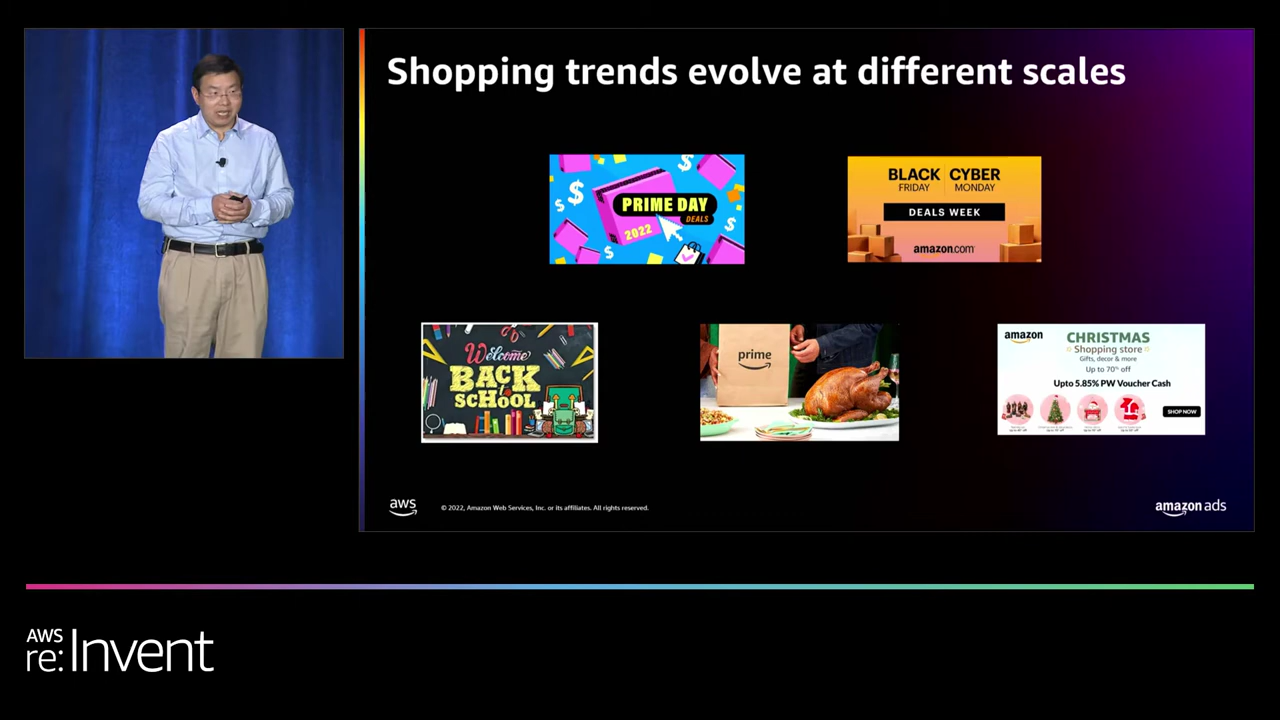 Shopping trends evolve at different scales
PRIME DAY
DEALS
2022
BLACK FRIDAY
CYBER MONDAY
DEALS WEEK
amazon.com
Welcome
BACK
to
SCHOOL
prime
amazon
CHRISTMAS
Shopping store
Gifts, decor & more
Up to 70% off
Upto 5.85% PW Voucher Cash
SHOP NOW
aws
© 2022, Amazon Web Services, Inc. or its affiliates. All rights reserved.
amazon ads
AWS
re:Invent